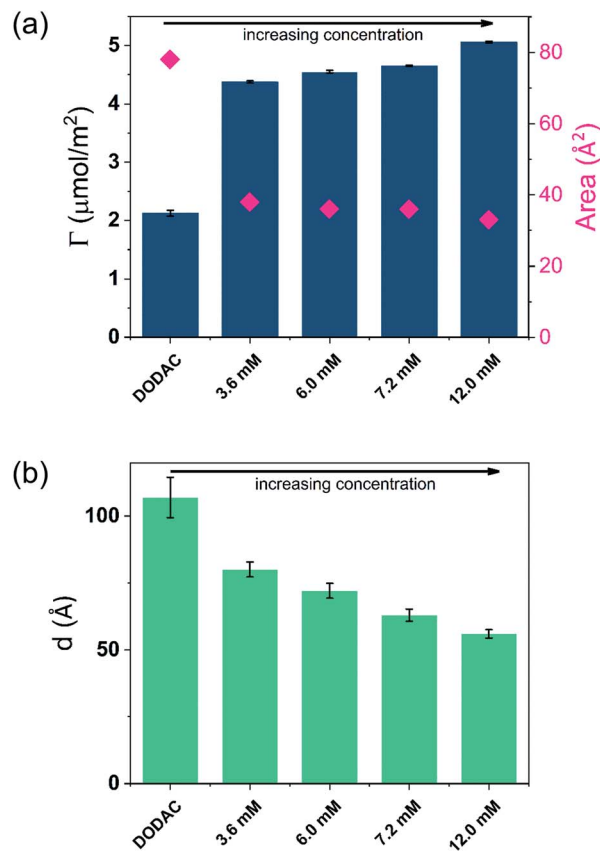 (a)
increasing concentration
5
4
3
2
1
0
Γ (μmol/m²)
80
60
40
20
0
Area (Å²)
DODAC
3.6 mM
6.0 mM
7.2 mM
12.0 mM
(b)
increasing concentration
100
50
0
d (Å)
DODAC
3.6 mM
6.0 mM
7.2 mM
12.0 mM